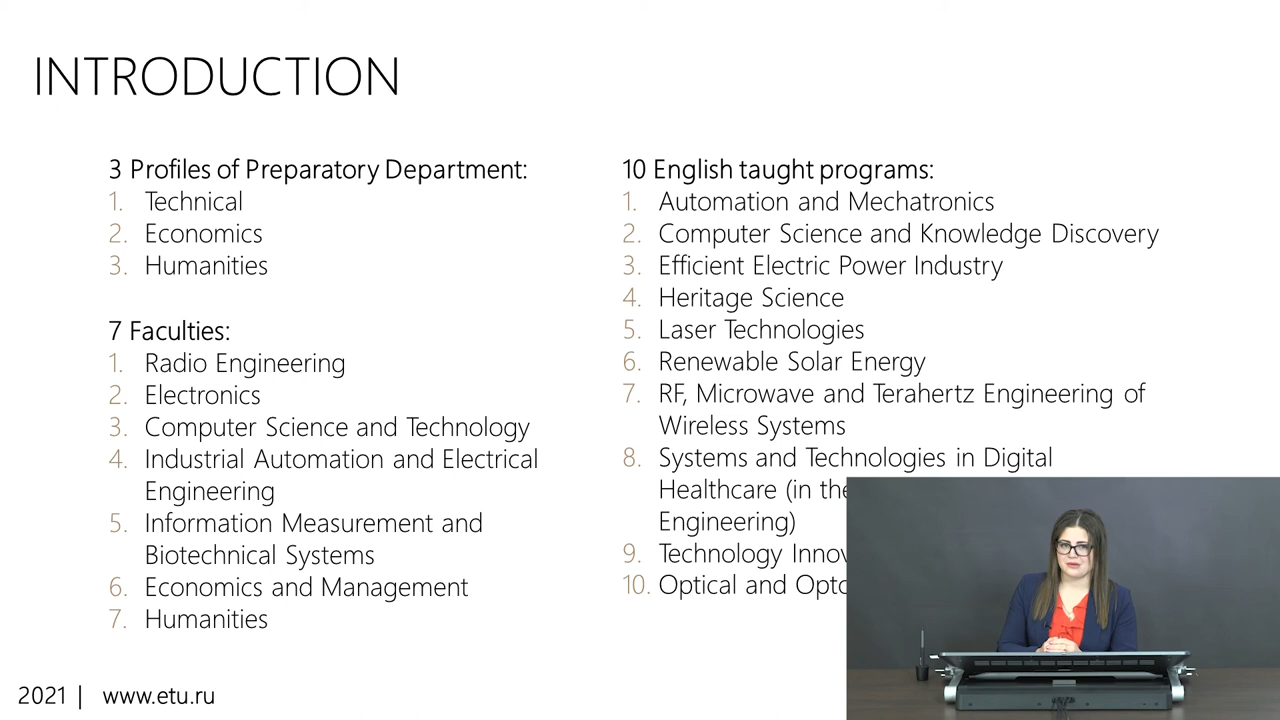 INTRODUCTION
3 Profiles of Preparatory Department:
1. Technical
2. Economics
3. Humanities
7 Faculties:
1. Radio Engineering
2. Electronics
3. Computer Science and Technology
4. Industrial Automation and Electrical
Engineering
5. Information Measurement and
Biotechnical Systems
6. Economics and Management
7. Humanities
10 English taught programs:
1. Automation and Mechatronics
2. Computer Science and Knowledge Discovery
3. Efficient Electric Power Industry
4. Heritage Science
5. Laser Technologies
6. Renewable Solar Energy
7. RF, Microwave and Terahertz Engineering of
Wireless Systems
8. Systems and Technologies in Digital
Healthcare (in the
Engineering)
9. Technology
10. Optical and
2021 | www.etu.ru